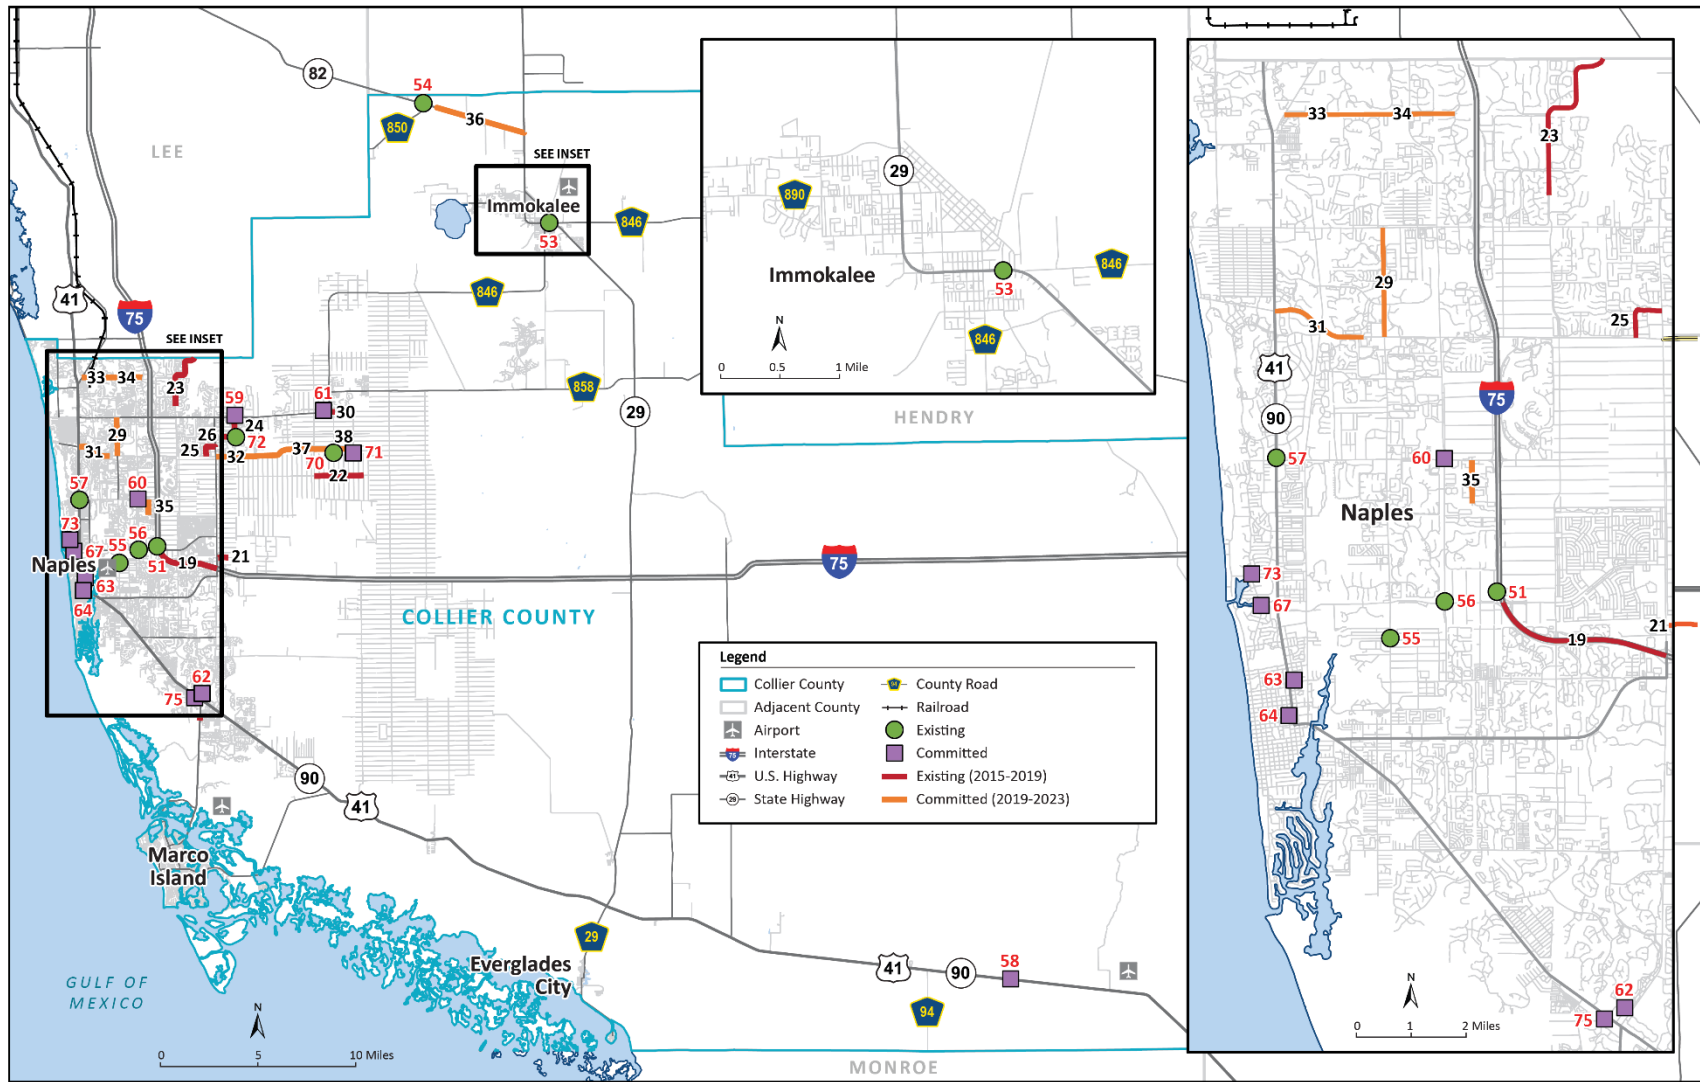 82
54
850
36
LEE
SEE INSET
Immokalee
53
846
846
41
75
SEE INSET
33
34
23
59
61
30
24
26
72
25
32
37
38
70
71
22
858
29
29
31
57
60
35
73
56
55
67
51
19
21
Naples
63
64
COLLIER COUNTY
75
62
75
90
41
Marco
Island
Everglades
City
29
41
90
58
94
GULF OF
MEXICO
N
0 5 10 Miles
MONROE
HENDRY
29
890
Immokalee
53
846
846
N
0 0.5 1 Mile
Legend
Collier County
Adjacent County
Airport
75 Interstate
41 U.S. Highway
29 State Highway
County Road
Railroad
Existing
Committed
Existing (2015-2019)
Committed (2019-2023)
33
34
23
29
31
25
41
75
90
57
60
35
Naples
73
67
56
51
55
19
21
63
64
62
75
N
0 1 2 Miles